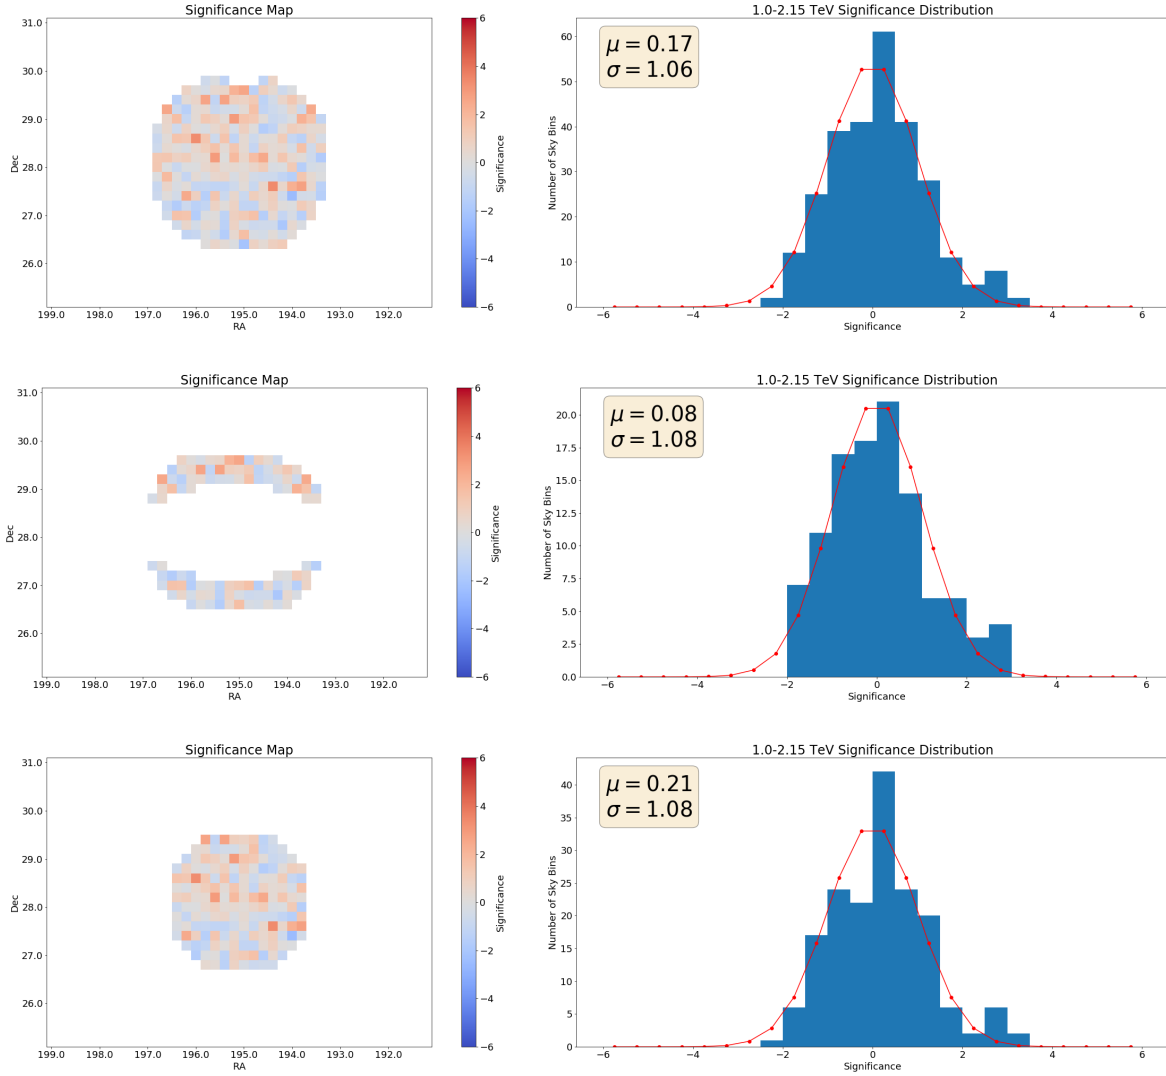 Significance Map
31.0
30.0
29.0
28.0
27.0
26.0
Dec
199.0 198.0 197.0 196.0 195.0 194.0 193.0 192.0
RA
6
4
2
0
−2
−4
−6
Significance
1.0-2.15 TeV Significance Distribution
μ = 0.17
σ = 1.06
60
50
40
30
20
10
0
Number of Sky Bins
−6 −4 −2 0 2 4 6
Significance
Significance Map
31.0
30.0
29.0
28.0
27.0
26.0
Dec
199.0 198.0 197.0 196.0 195.0 194.0 193.0 192.0
RA
6
4
2
0
−2
−4
−6
Significance
1.0-2.15 TeV Significance Distribution
μ = 0.08
σ = 1.08
20.0
17.5
15.0
12.5
10.0
7.5
5.0
2.5
0.0
Number of Sky Bins
−6 −4 −2 0 2 4 6
Significance
Significance Map
31.0
30.0
29.0
28.0
27.0
26.0
Dec
199.0 198.0 197.0 196.0 195.0 194.0 193.0 192.0
RA
6
4
2
0
−2
−4
−6
Significance
1.0-2.15 TeV Significance Distribution
μ = 0.21
σ = 1.08
40
35
30
25
20
15
10
5
0
Number of Sky Bins
−6 −4 −2 0 2 4 6
Significance